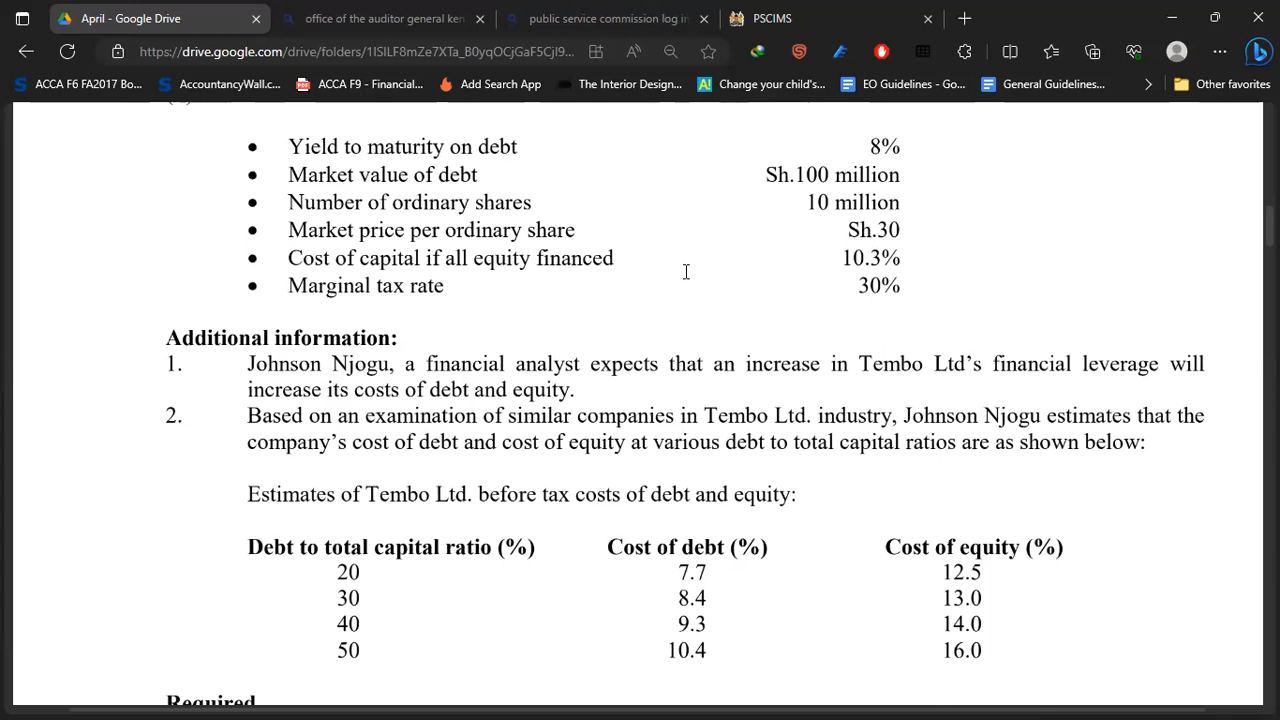 April - Google Drive
office of the auditor general ken
public service commission log in
PSCIMS
https://drive.google.com/drive/folders/1ISlLF8mZe7XTa_B0yqOCjGaF5CjI9...
ACCA F6 FA2017 Bo...
AccountancyWall.c...
ACCA F9 - Financial...
Add Search App
The Interior Design...
Change your child's...
EO Guidelines - Go...
General Guidelines...
Other favorites
• Yield to maturity on debt 8%
• Market value of debt Sh.100 million
• Number of ordinary shares 10 million
• Market price per ordinary share Sh.30
• Cost of capital if all equity financed 10.3%
• Marginal tax rate 30%
Additional information:
1. Johnson Njogu, a financial analyst expects that an increase in Tembo Ltd's financial leverage will
increase its costs of debt and equity.
2. Based on an examination of similar companies in Tembo Ltd. industry, Johnson Njogu estimates that the
company's cost of debt and cost of equity at various debt to total capital ratios are as shown below:
Estimates of Tembo Ltd. before tax costs of debt and equity:
Debt to total capital ratio (%) Cost of debt (%) Cost of equity (%)
20 7.7 12.5
30 8.4 13.0
40 9.3 14.0
50 10.4 16.0
Required